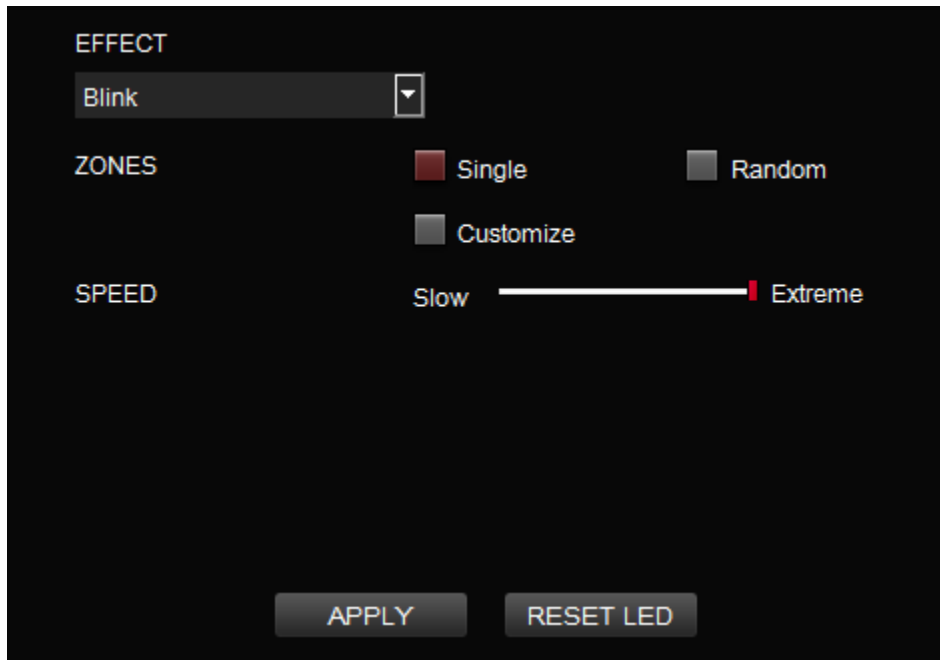 EFFECT
Blink
ZONES Single Random
Customize
SPEED Slow Extreme
APPLY RESET LED